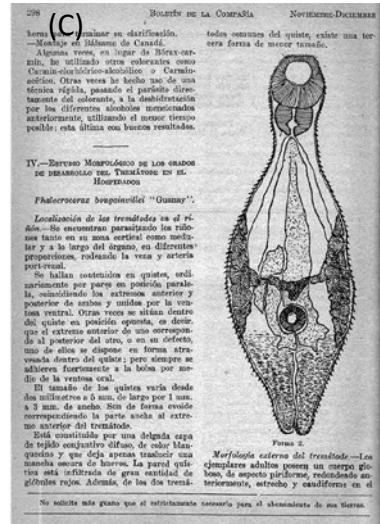 (C)
298
BOLETÍN DE LA COMPAÑÍA
NOVIEMBRE-DICIEMBRE
horas para terminar su clarificación.
—Montaje en Bálsamo de Canadá.
Algunas veces, en lugar de Bórax-car-
mín, he utilizado otros colorantes como
Carmín-clorhídrico-alcohólico o Carmín-
acético. Otras veces he hecho uso de una
técnica rápida, pasando el parásito direc-
tamente del colorante, a la deshidratación
por los diferentes alcoholes mencionados
anteriormente, utilizando el menor tiempo
posible; esta última con buenos resultados.
IV.—ESTUDIO MORFOLÓGICO DE LOS GRADOS
DE DESARROLLO DEL TREMÁTODE EN EL
HOSPEDADOR
Phalacrocorax bougainvillei "Guanay".
Localización de los tremátodes en el ri-
ñón.—Se encuentran parasitando los riño-
nes tanto en su zona cortical como medu-
lar y a lo largo del órgano, en diferentes
proporciones, rodeando la vena y arteria
port-renal.
Se hallan contenidos en quistes, ordi-
nariamente por pares en posición parale-
la, coincidiendo los extremos anterior y
posterior de ambos y unidos por la ven-
tosa ventral. Otras veces se sitúan dentro
del quiste en posición opuesta, es decir,
que el extremo anterior de uno correspon-
de al posterior del otro, o en su defecto,
uno de ellos se dispone en forma atra-
vesada dentro del quiste; pero siempre se
adhieren fuertemente a la bolsa por me-
dio de la ventosa oral.
El tamaño de los quistes varía desde
dos milímetros a 5 mm. de largo por 1 mm.
a 3 mm. de ancho. Son de forma ovoide
correspondiendo la parte ancha al extre-
mo anterior del tremátode.
Está constituído por una delgada capa
de tejido conjuntivo difuso, de color blan-
quecino y que deja apenas traslucir una
mancha oscura de huevos. La pared quís-
tica está infiltrada de gran cantidad de
glóbulos rojos. Además, de los dos tremá-
todes comunes del quiste, existe una ter-
cera forma de menor tamaño.
Forma 2.
Morfología externa del tremátode.—Los
ejemplares adultos poseen un cuerpo glo-
boso, de aspecto piriforme, redondeado an-
teriormente, estrecho y caudiforme en el
No solicite más guano que el estrictamente necesario para el abonamiento de sus tierras.